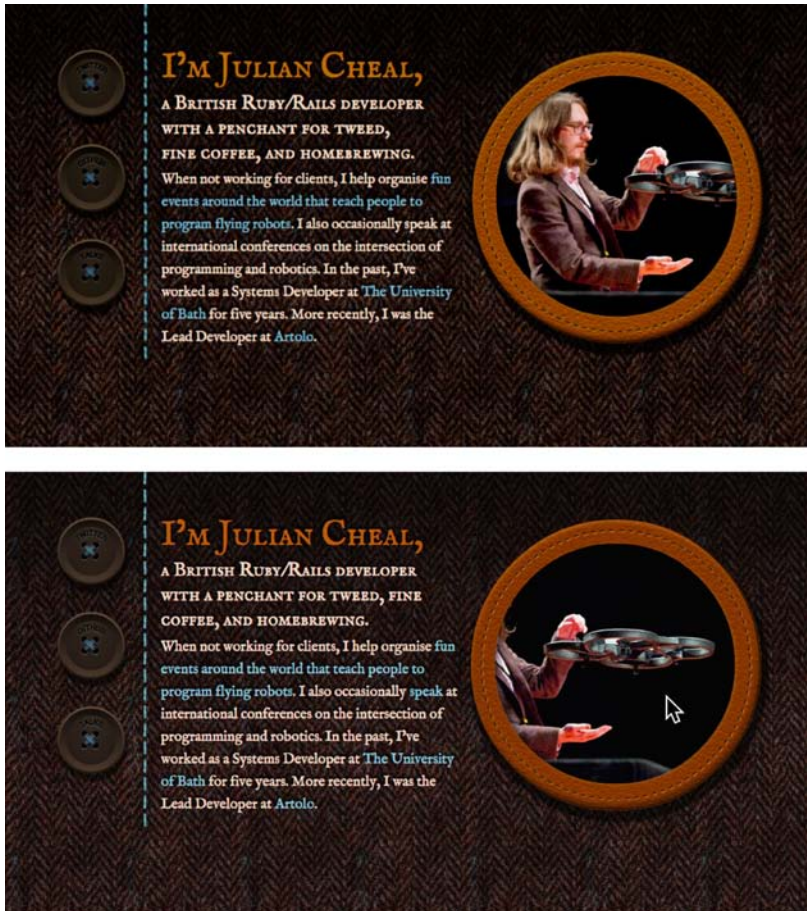 I'm Julian Cheal,
a British Ruby/Rails developer
with a penchant for tweed,
fine coffee, and homebrewing.
When not working for clients, I help organise fun
events around the world that teach people to
program flying robots. I also occasionally speak at
international conferences on the intersection of
programming and robotics. In the past, I've
worked as a Systems Developer at The University
of Bath for five years. More recently, I was the
Lead Developer at Artolo.
TWITTER
I'm Julian Cheal,
a British Ruby/Rails developer
with a penchant for tweed, fine
coffee, and homebrewing.
When not working for clients, I help organise fun
events around the world that teach people to
program flying robots. I also occasionally speak at
international conferences on the intersection of
programming and robotics. In the past, I've
worked as a Systems Developer at The University
of Bath for five years. More recently, I was the
Lead Developer at Artolo.